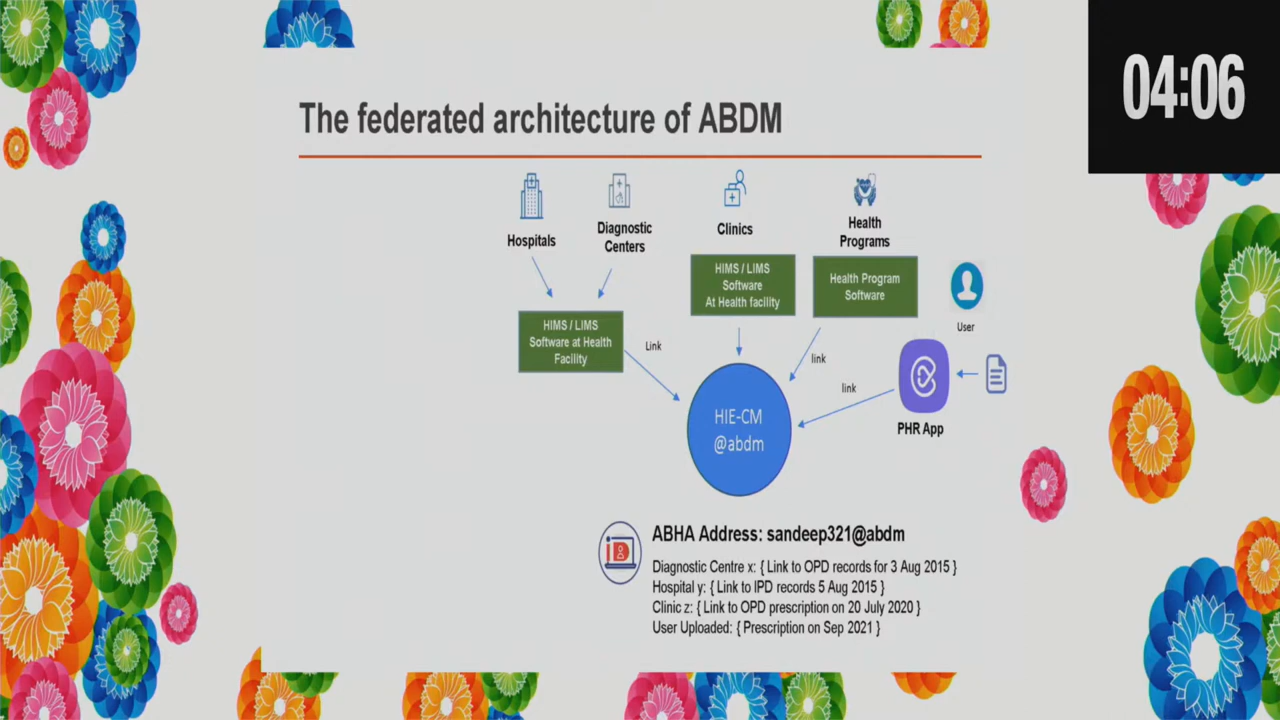 04:06
The federated architecture of ABDM
Hospitals
Diagnostic
Centers
Clinics
Health
Programs
HIMS / LIMS
Software
At Health facility
Health Program
Software
User
HIMS / LIMS
Software at Health
Facility
Link
link
link
HIE-CM
@abdm
PHR App
ABHA Address: sandeep321@abdm
Diagnostic Centre x: { Link to OPD records for 3 Aug 2015 }
Hospital y: { Link to IPD records 5 Aug 2015 }
Clinic z: { Link to OPD prescription on 20 July 2020 }
User Uploaded: { Prescription on Sep 2021 }